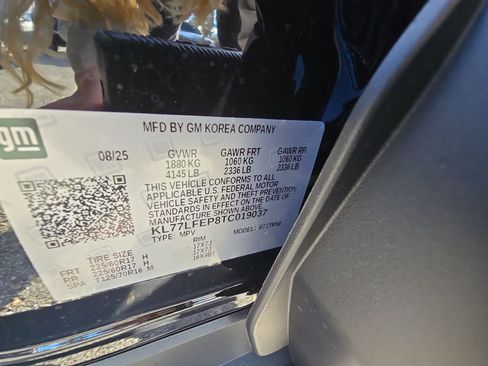 gm
MFD BY GM KOREA COMPANY
08/25 GVWR GAWR FRT GAWR RR
1880 KG 1060 KG 1060 KG
4145 LB 2336 LB 2336 LB
THIS VEHICLE CONFORMS TO ALL
APPLICABLE U.S. FEDERAL MOTOR
VEHICLE SAFETY AND THEFT PREVENTION
STANDARDS IN EFFECT ON THE DATE OF
MANUFACTURE SHOWN ABOVE.
KL77LFEP8TC019037
TYPE: MPV
TIRE SIZE RIM
FRT 225/60R17 H 17X7J
RR 225/60R17 H 17X7J
SPA T125/70R16 M